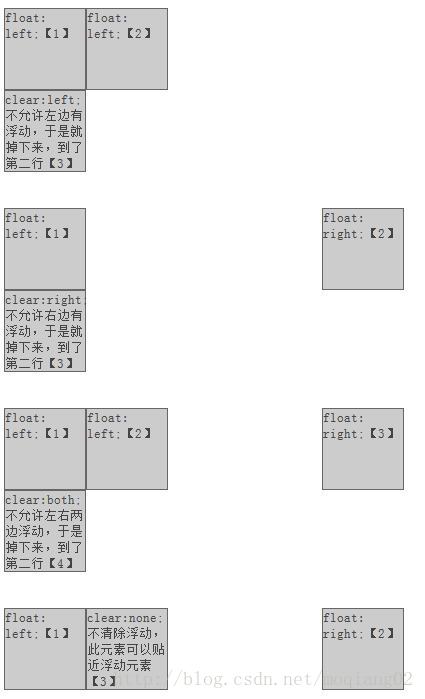 float:
left;【1】
float:
left;【2】
clear:left;
不允许左边有
浮动，于是就
掉下来，到了
第二行【3】
float:
left;【1】
float:
right;【2】
clear:right;
不允许右边有
浮动，于是就
掉下来，到了
第二行【3】
float:
left;【1】
float:
left;【2】
float:
right;【3】
clear:both;
不允许左右两
边浮动，于是
掉下来，到了
第二行【4】
float:
left;【1】
clear:none;
不清除浮动，
此元素可以贴
近浮动元素
【3】
float:
right;【2】
http://blog.csdn.net/moqiang02